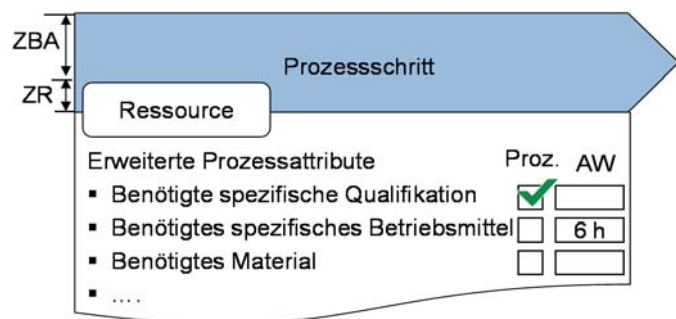 ZBA
Prozessschritt
ZR
Ressource
Erweiterte Prozessattribute Proz. AW
▪ Benötigte spezifische Qualifikation
▪ Benötigtes spezifisches Betriebsmittel 6 h
▪ Benötigtes Material
▪ ....